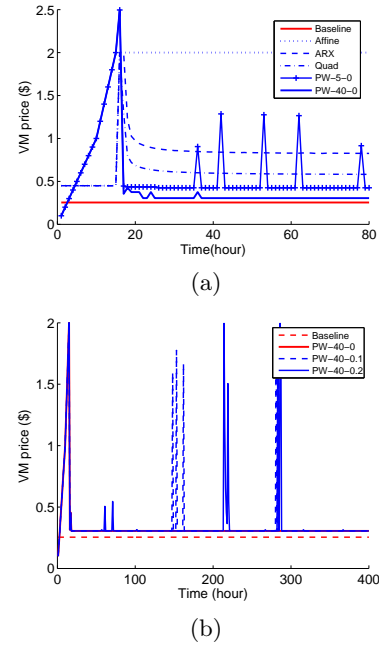 2.5
2
1.5
1
0.5
0
0
20
40
60
80
VM price ($)
Time(hour)
Baseline
Affine
ARX
Quad
PW-5-0
PW-40-0
(a)
2
1.5
1
0.5
0
0
100
200
300
400
VM price ($)
Time (hour)
Baseline
PW-40-0
PW-40-0.1
PW-40-0.2
(b)